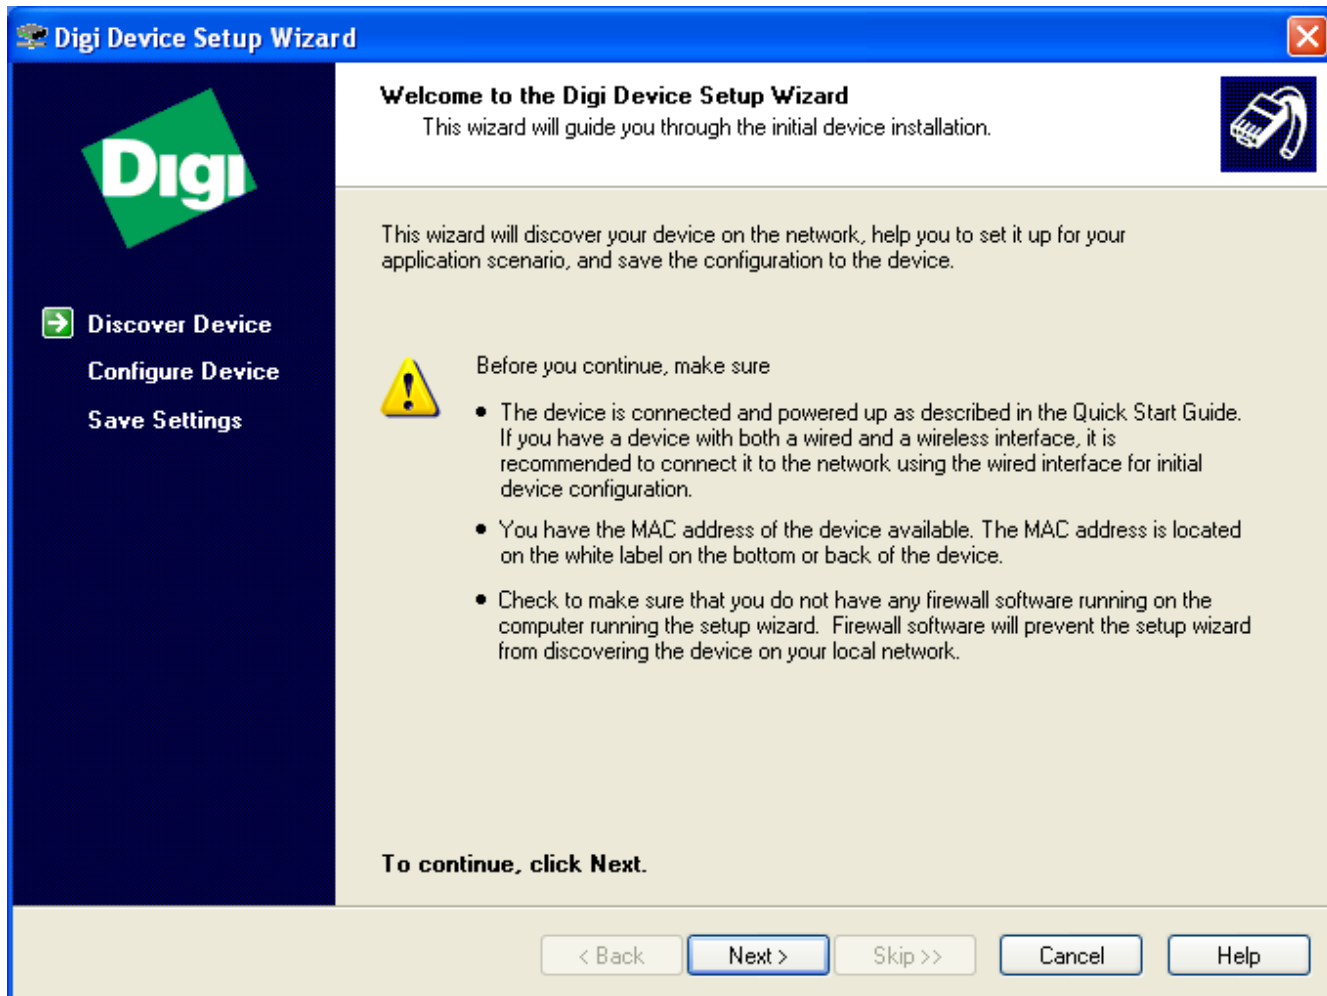 Digi Device Setup Wizard
Digi
Welcome to the Digi Device Setup Wizard
This wizard will guide you through the initial device installation.
Discover Device
Configure Device
Save Settings
This wizard will discover your device on the network, help you to set it up for your
application scenario, and save the configuration to the device.
Before you continue, make sure
• The device is connected and powered up as described in the Quick Start Guide.
If you have a device with both a wired and a wireless interface, it is
recommended to connect it to the network using the wired interface for initial
device configuration.
• You have the MAC address of the device available. The MAC address is located
on the white label on the bottom or back of the device.
• Check to make sure that you do not have any firewall software running on the
computer running the setup wizard.  Firewall software will prevent the setup wizard
from discovering the device on your local network.
To continue, click Next.
< Back
Next >
Skip >>
Cancel
Help